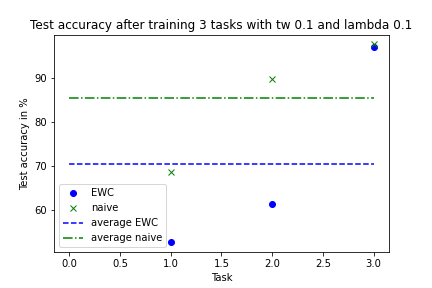 Test accuracy after training 3 tasks with tw 0.1 and lambda 0.1
Test accuracy in %
90
80
70
60
EWC
naive
average EWC
average naive
0.0 0.5 1.0 1.5 2.0 2.5 3.0
Task